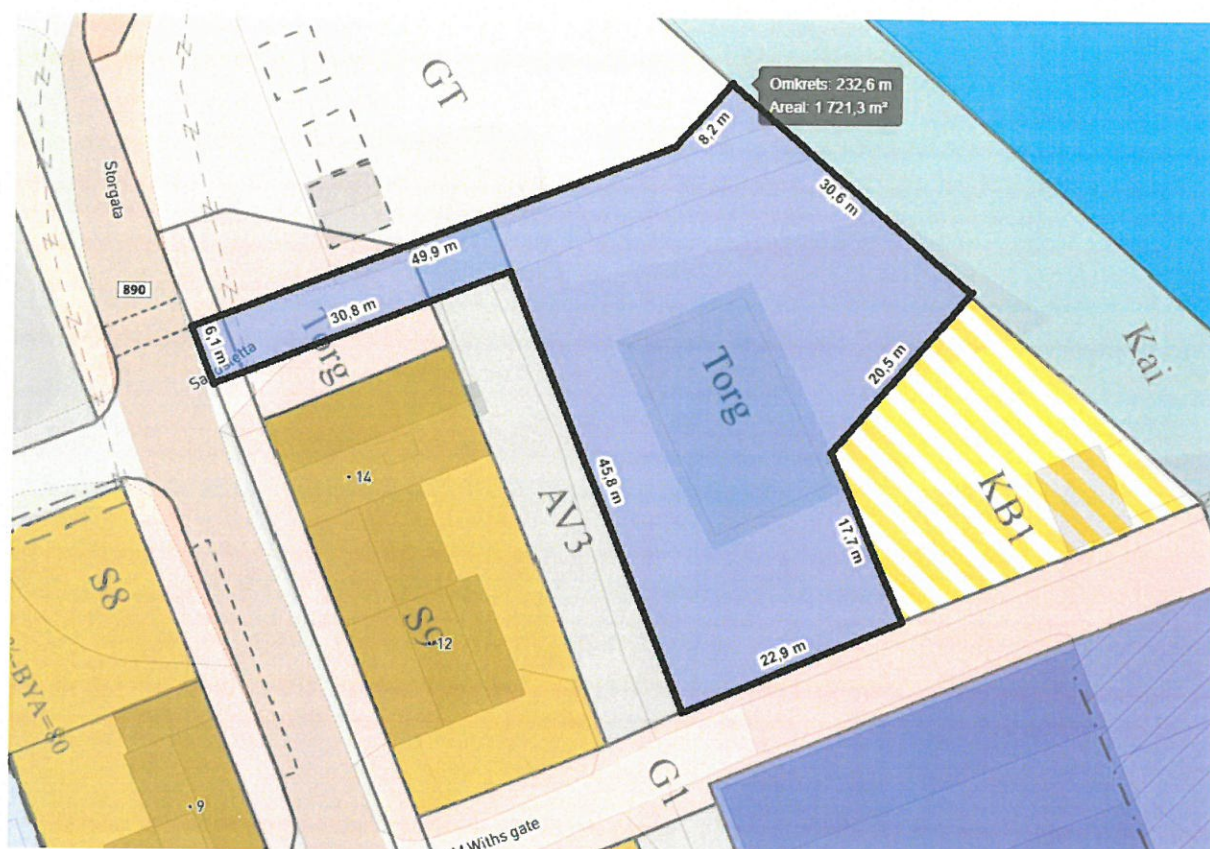 GT
Omkrets: 232,6 m
Areal: 1 721,3 m²
8,2 m
Storgata
30,6 m
49,9 m
890
30,8 m
6,1 m
Torg
Kai
Torg
20,5 m
14
45,8 m
AV3
KB1
17,7 m
S8
S9
12
22,9 m
BYA=80
G1
9
Withs gate